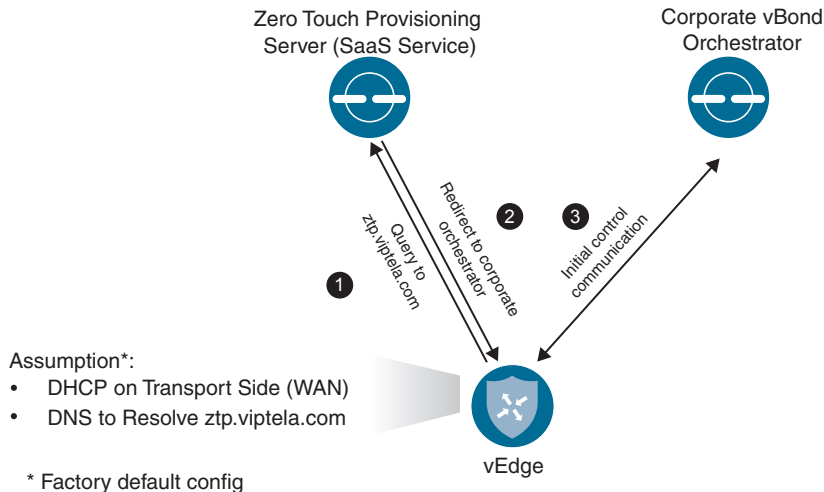 Zero Touch Provisioning
Server (SaaS Service)
Corporate vBond
Orchestrator
1
Query to
ztp.viptela.com
Redirect to corporate
orchestrator
2
3
Initial control
communication
Assumption*:
• DHCP on Transport Side (WAN)
• DNS to Resolve ztp.viptela.com
* Factory default config
vEdge